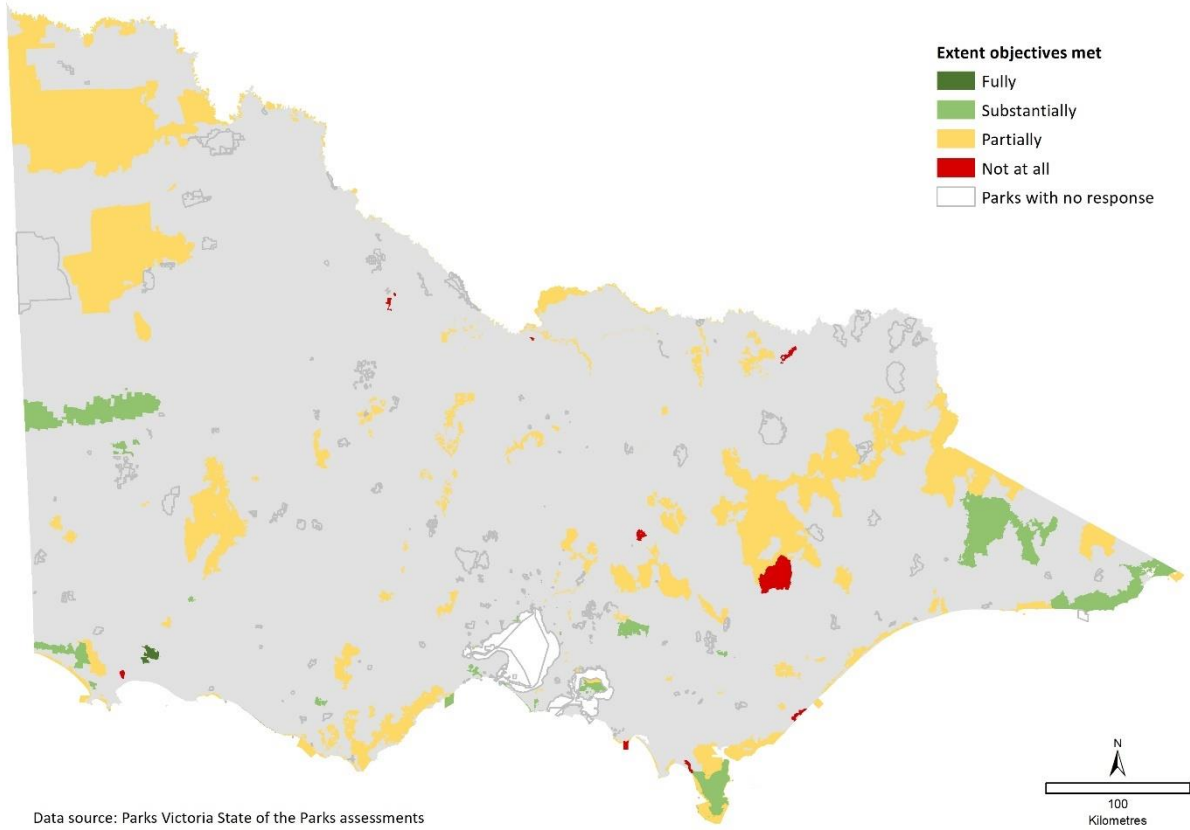 Extent objectives met
Fully
Substantially
Partially
Not at all
Parks with no response
N
100
Kilometres
Data source: Parks Victoria State of the Parks assessments